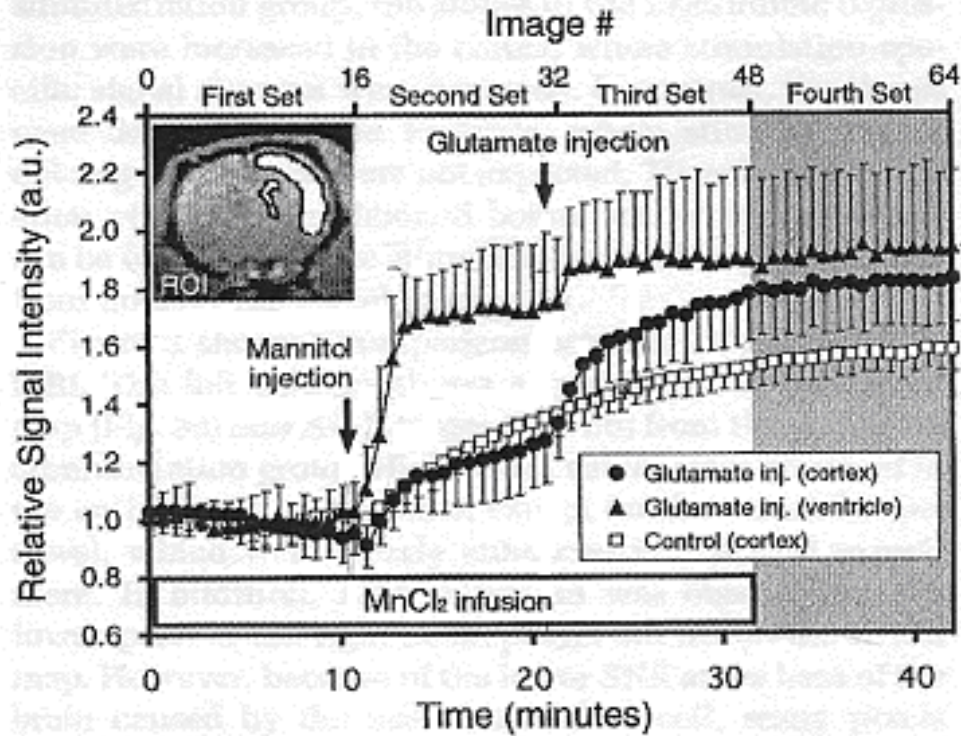 Image #
0 16 32 48 64
First Set Second Set Third Set Fourth Set
2.4
2.2
2.0
1.8
1.6
1.4
1.2
1.0
0.8
0.6
Relative Signal Intensity (a.u.)
ROI
Glutamate injection
Mannitol
injection
Glutamate inj. (cortex)
Glutamate inj. (ventricle)
Control (cortex)
MnCl₂ infusion
0 10 20 30 40
Time (minutes)